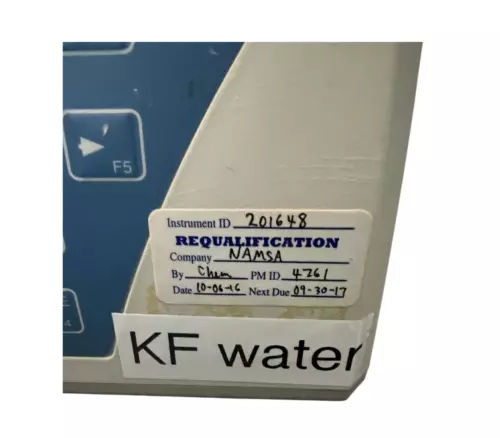 F5
Instrument ID 201648
REQUALIFICATION
Company NAMSA
By Chem PM ID 4761
Date 10-06-16 Next Due 09-30-17
E
A
KF water